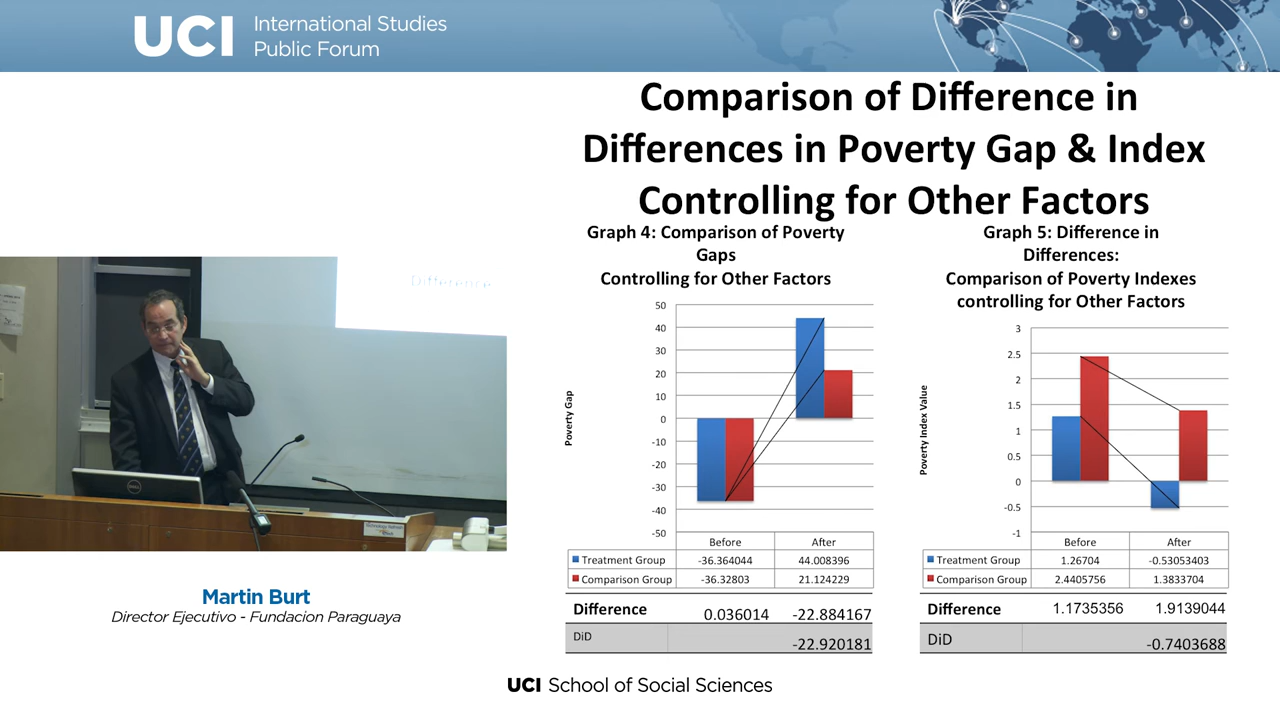 UCI International Studies
Public Forum
Comparison of Difference in
Differences in Poverty Gap & Index
Controlling for Other Factors
Graph 4: Comparison of Poverty
Gaps
Controlling for Other Factors
50
40
30
20
10
0
-10
-20
-30
-40
-50
Poverty Gap
Before After
Treatment Group -36.364044 44.008396
Comparison Group -36.32803 21.124229
Difference 0.036014 -22.884167
DiD -22.920181
Graph 5: Difference in
Differences:
Comparison of Poverty Indexes
controlling for Other Factors
3
2.5
2
1.5
1
0.5
0
-0.5
-1
Poverty Index Value
Before After
Treatment Group 1.26704 -0.53053403
Comparison Group 2.4405756 1.3833704
Difference 1.1735356 1.9139044
DiD -0.7403688
Difference
DELL
Martin Burt
Director Ejecutivo - Fundacion Paraguaya
UCI School of Social Sciences